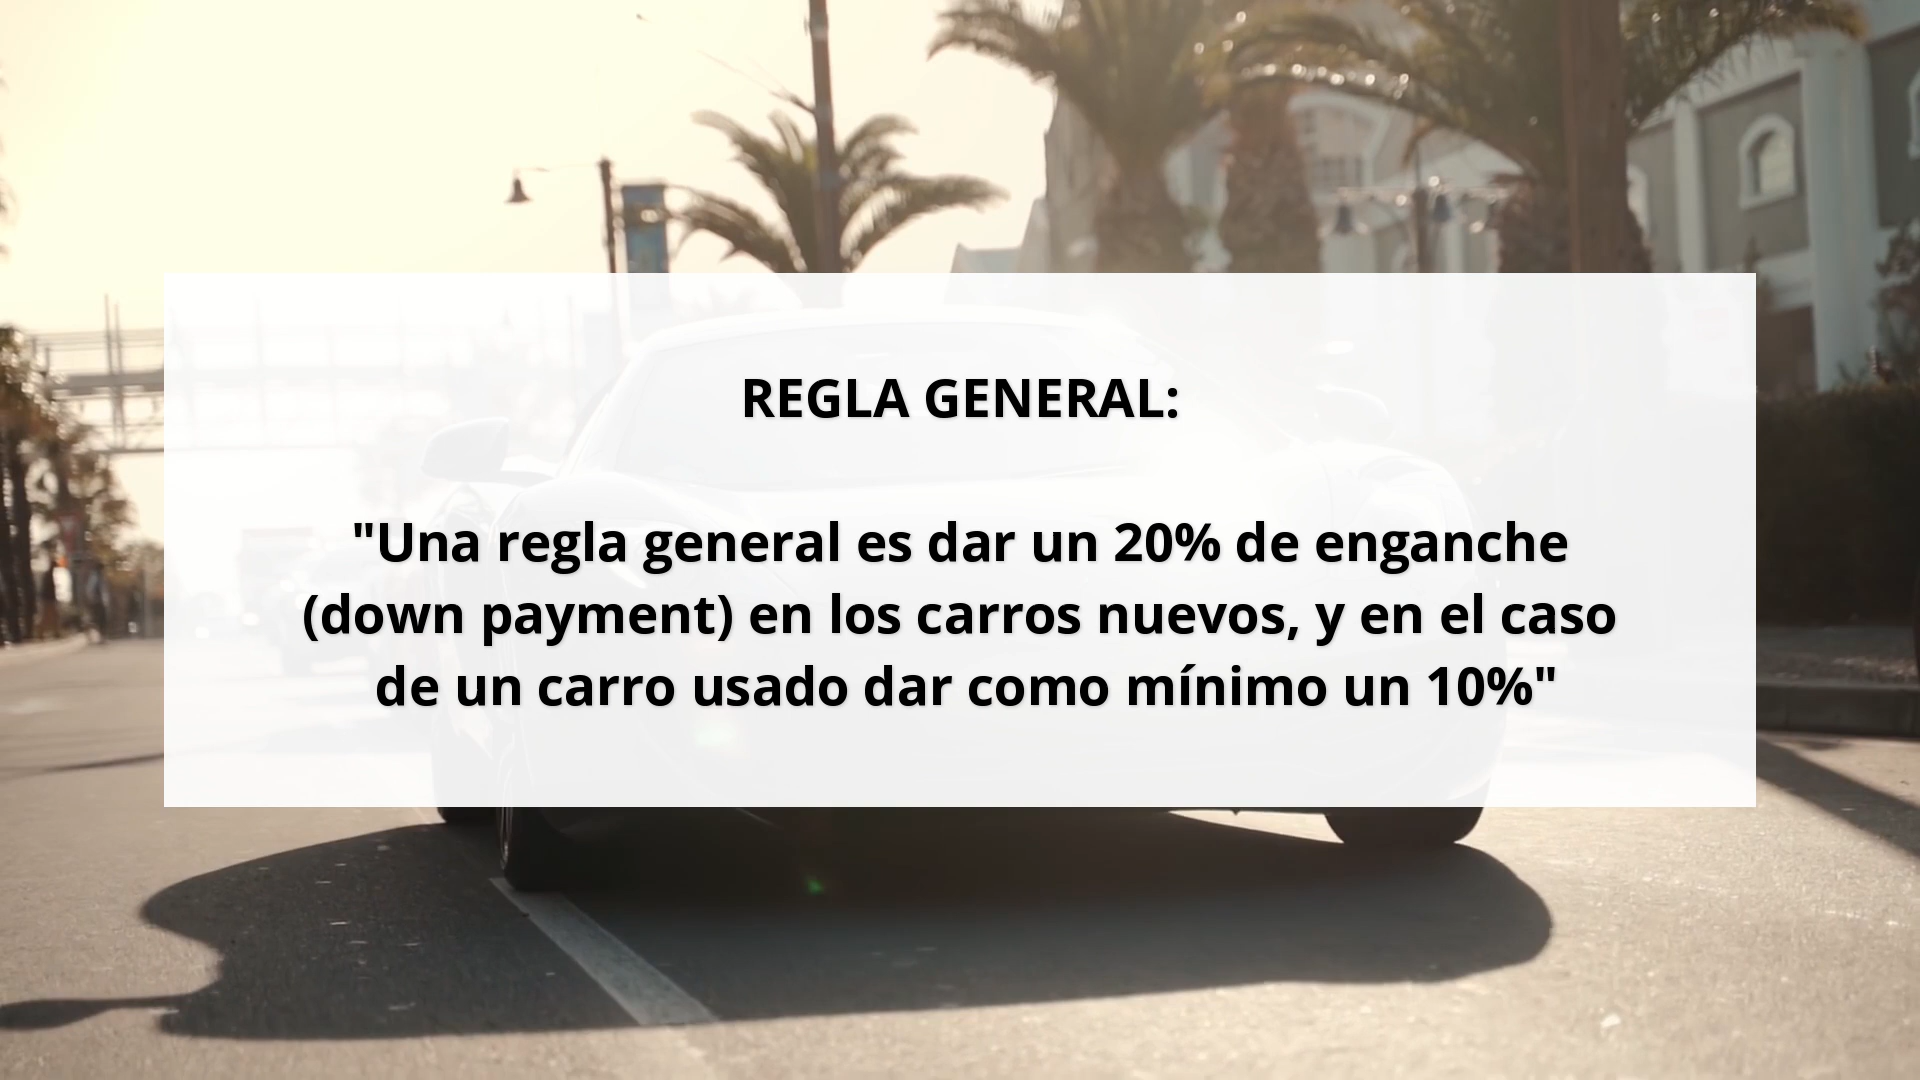 REGLA GENERAL:
"Una regla general es dar un 20% de enganche
(down payment) en los carros nuevos, y en el caso
de un carro usado dar como mínimo un 10%"